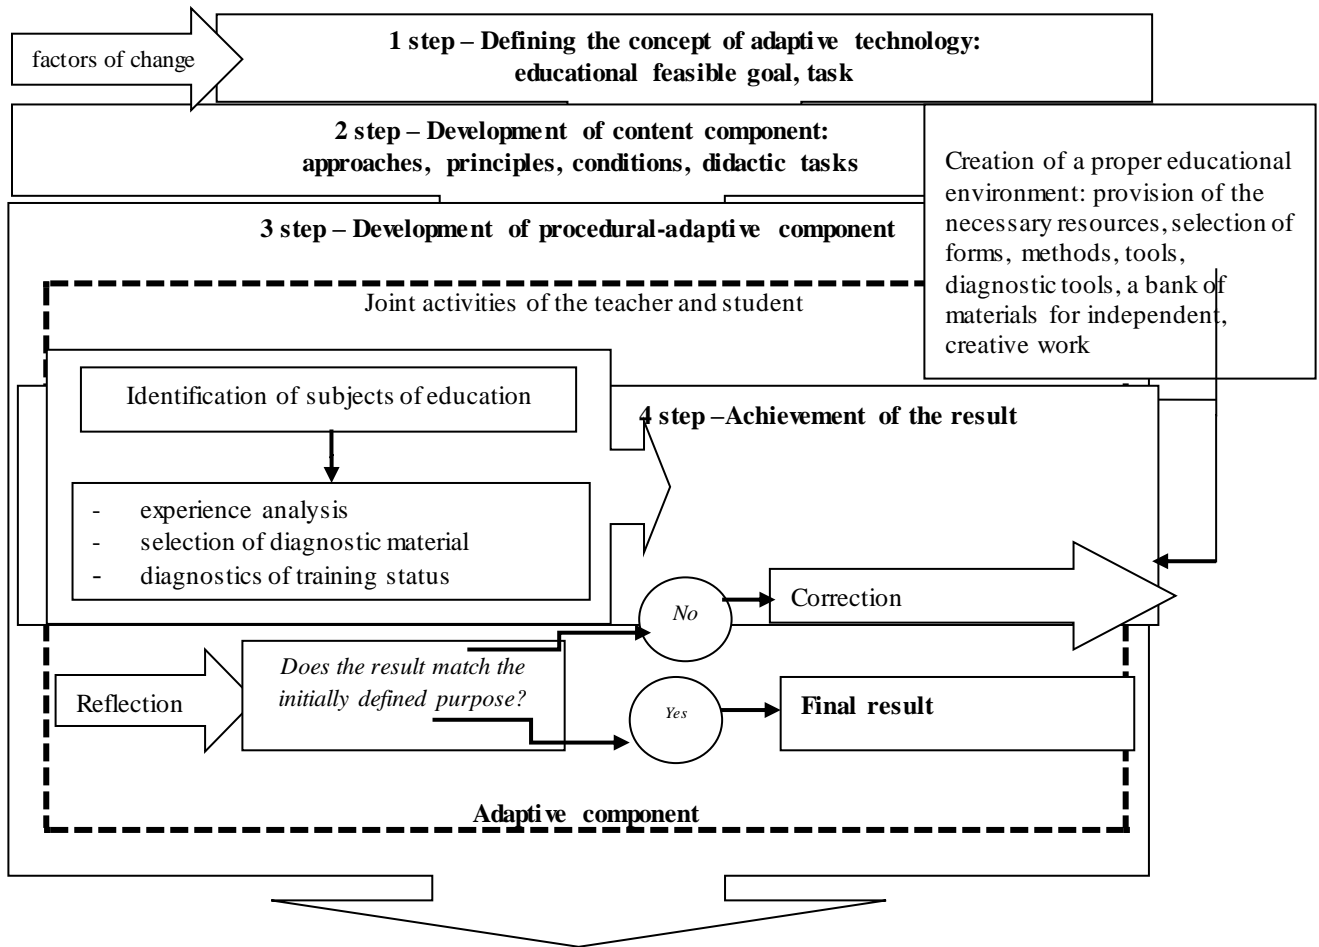 factors of change
1 step – Defining the concept of adaptive technology:
educational feasible goal, task
2 step – Development of content component:
approaches, principles, conditions, didactic tasks
Creation of a proper educational
environment: provision of the
necessary resources, selection of
forms, methods, tools,
diagnostic tools, a bank of
materials for independent,
creative work
3 step – Development of procedural-adaptive component
Joint activities of the teacher and student
Identification of subjects of education
- experience analysis
- selection of diagnostic material
- diagnostics of training status
4 step –Achievement of the result
No
Correction
Reflection
Does the result match the
initially defined purpose?
Yes
Final result
Adaptive component